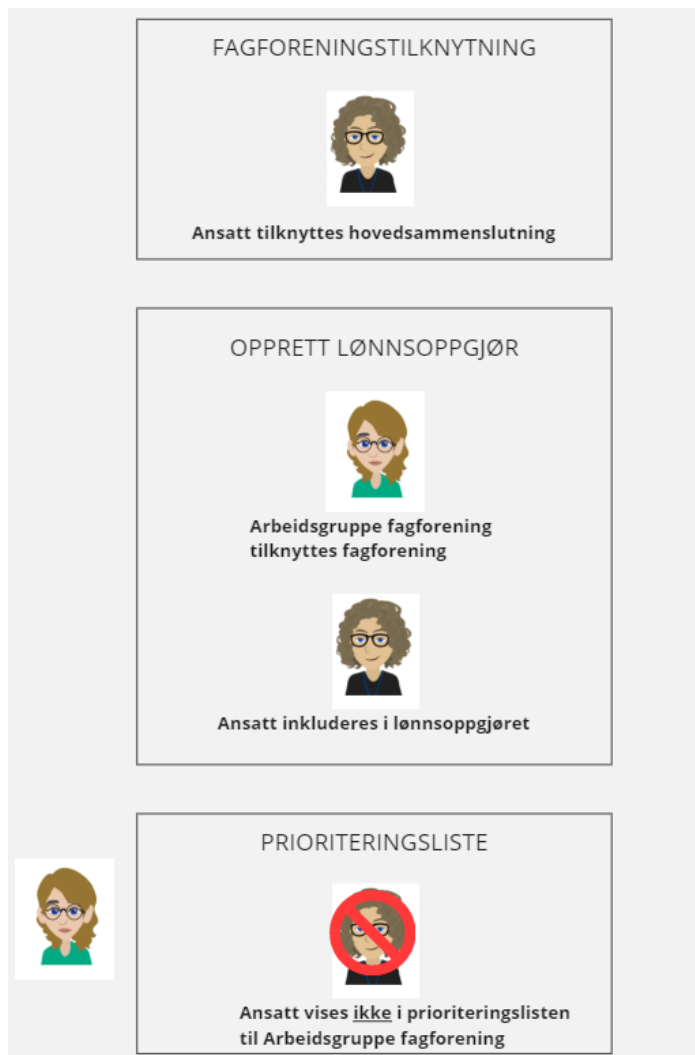 FAGFORENINGSTILKNYTNING
Ansatt tilknyttes hovedsammenslutning
OPPRETT LØNNSOPPGJØR
Arbeidsgruppe fagforening
tilknyttes fagforening
Ansatt inkluderes i lønnsoppgjøret
PRIORITERINGSLISTE
Ansatt vises ikke i prioriteringslisten
til Arbeidsgruppe fagforening